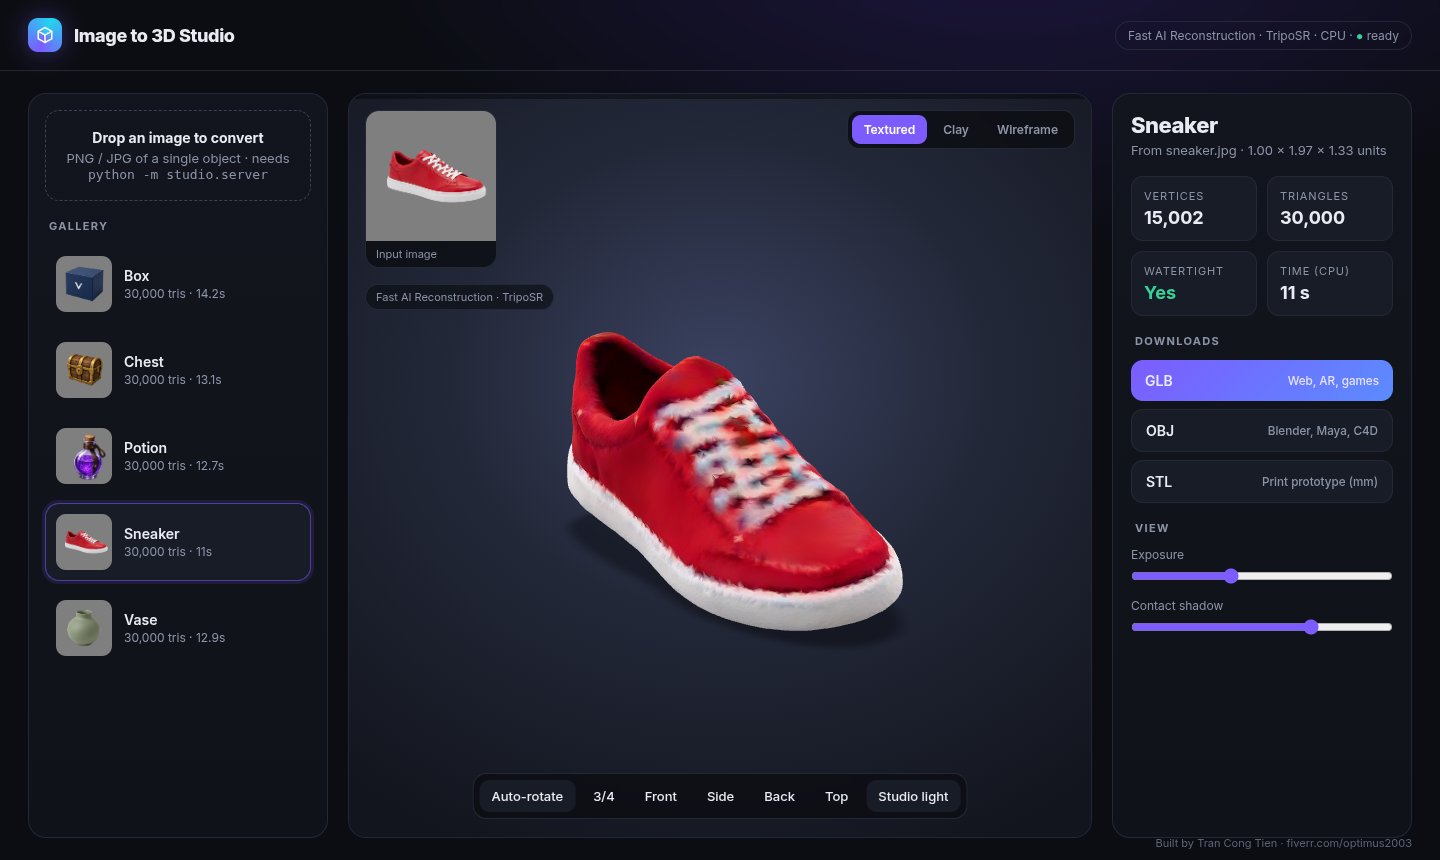 Image to 3D Studio
Fast AI Reconstruction · TripoSR · CPU · ● ready
Drop an image to convert
PNG / JPG of a single object · needs
python -m studio.server
GALLERY
Box
30,000 tris · 14.2s
Chest
30,000 tris · 13.1s
Potion
30,000 tris · 12.7s
Sneaker
30,000 tris · 11s
Vase
30,000 tris · 12.9s
Input image
Fast AI Reconstruction · TripoSR
Textured Clay Wireframe
Auto-rotate 3/4 Front Side Back Top Studio light
Sneaker
From sneaker.jpg · 1.00 × 1.97 × 1.33 units
VERTICES TRIANGLES
15,002 30,000
WATERTIGHT TIME (CPU)
Yes 11 s
DOWNLOADS
GLB Web, AR, games
OBJ Blender, Maya, C4D
STL Print prototype (mm)
VIEW
Exposure
Contact shadow
Built by Tran Cong Tien · fiverr.com/optimus2003